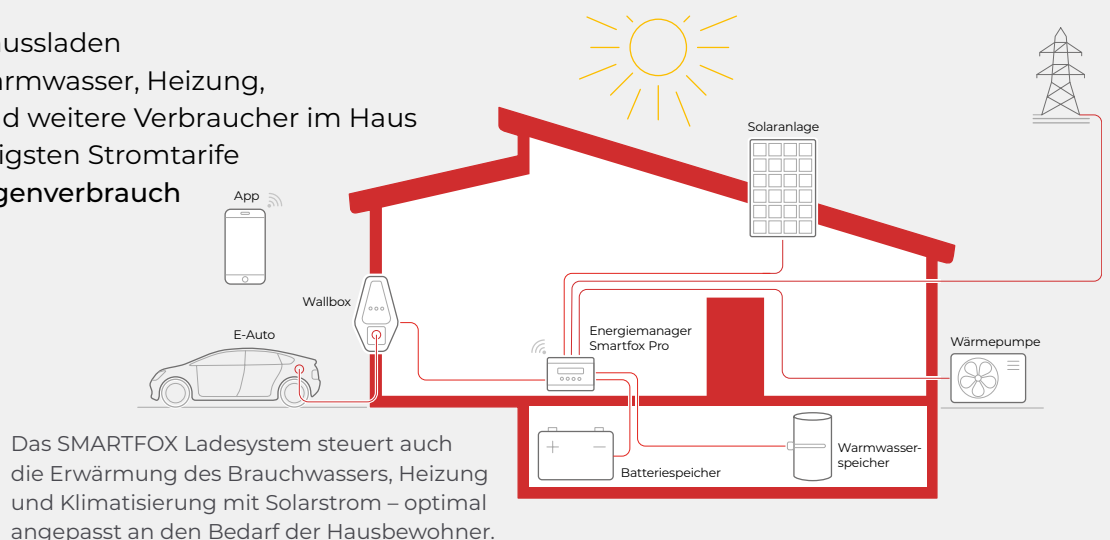 ussladen
rmwasser, Heizung,
d weitere Verbraucher im Haus
igsten Stromtarife
genverbrauch
App
Solaranlage
Wallbox
E-Auto
Energiemanager
Smartfox Pro
Wärmepumpe
Batteriespeicher
Warmwasser-
speicher
Das SMARTFOX Ladesystem steuert auch
die Erwärmung des Brauchwassers, Heizung
und Klimatisierung mit Solarstrom – optimal
angepasst an den Bedarf der Hausbewohner.